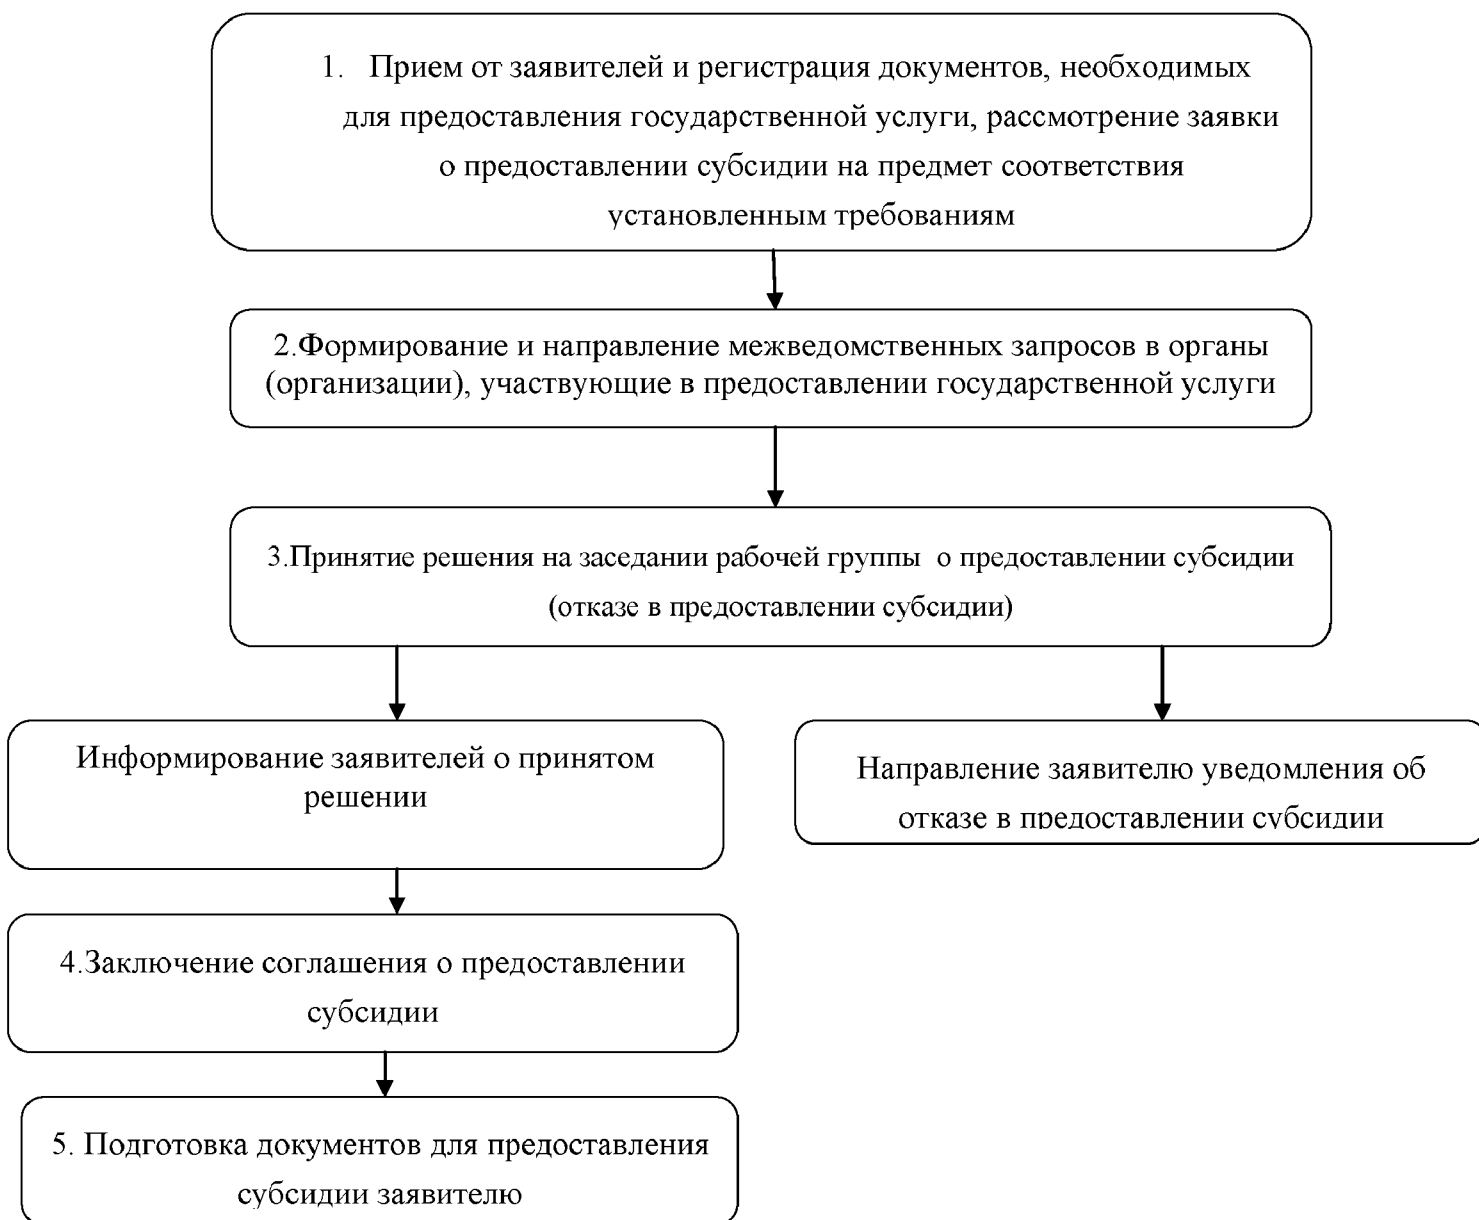 1. Прием от заявителей и регистрация документов, необходимых
для предоставления государственной услуги, рассмотрение заявки
о предоставлении субсидии на предмет соответствия
установленным требованиям
2.Формирование и направление межведомственных запросов в органы
(организации), участвующие в предоставлении государственной услуги
3.Принятие решения на заседании рабочей группы о предоставлении субсидии
(отказе в предоставлении субсидии)
Информирование заявителей о принятом
решении
Направление заявителю уведомления об
отказе в предоставлении субсидии
4.Заключение соглашения о предоставлении
субсидии
5. Подготовка документов для предоставления
субсидии заявителю